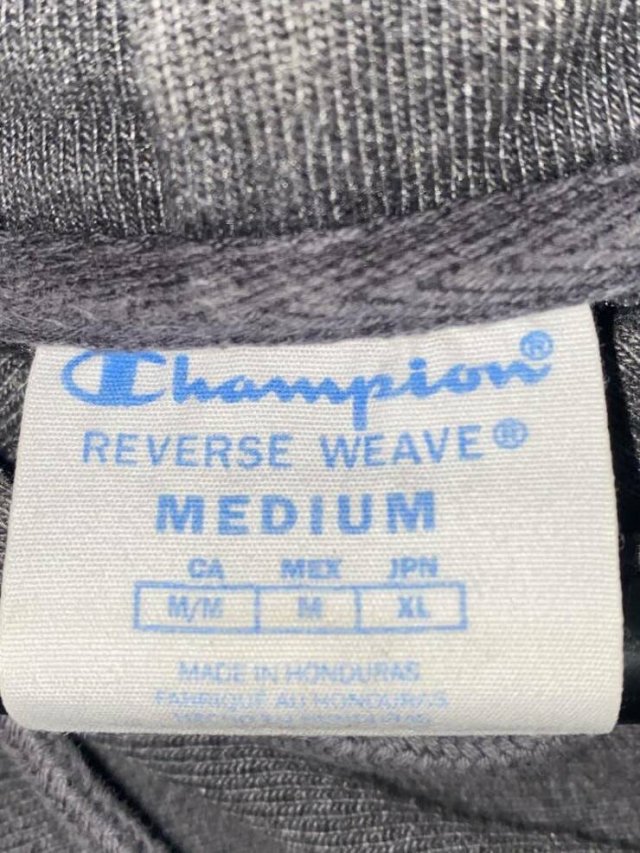 Champion®
REVERSE WEAVE®
MEDIUM
CA MEX JPN
M/M M XL
MADE IN HONDURAS
FABRIQUÉ AU HONDURAS